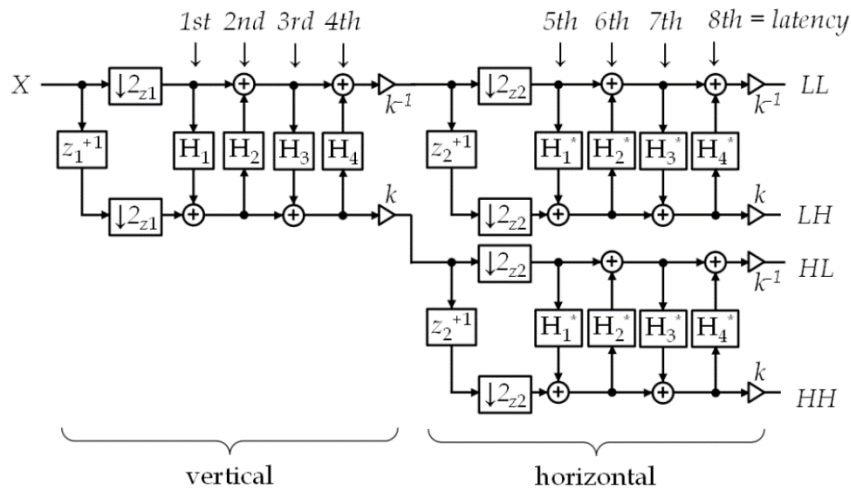 1st 2nd 3rd 4th 5th 6th 7th 8th = latency
X ↓2z1 + + k⁻¹ ↓2z2 + + k⁻¹ LL
z₁⁺¹ H₁ H₂ H₃ H₄ z₂⁺¹ H₁* H₂* H₃* H₄*
↓2z1 + + k ↓2z2 + + k LH
↓2z2 + + k⁻¹ HL
z₂⁺¹ H₁* H₂* H₃* H₄*
↓2z2 + + k HH
vertical horizontal